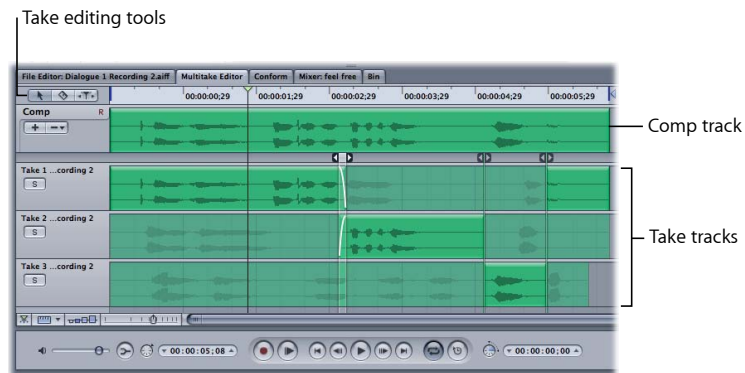 Take editing tools
File Editor: Dialogue 1 Recording 2.aiff Multitake Editor Conform Mixer: feel free Bin
00:00:00;29 00:00:01;29 00:00:02;29 00:00:03;29 00:00:04;29 00:00:05;29
Comp R
Comp track
Take 1 ...cording 2
S
Take 2 ...cording 2
S
Take tracks
Take 3 ...cording 2
S
00:00:05;08 00:00:00;00